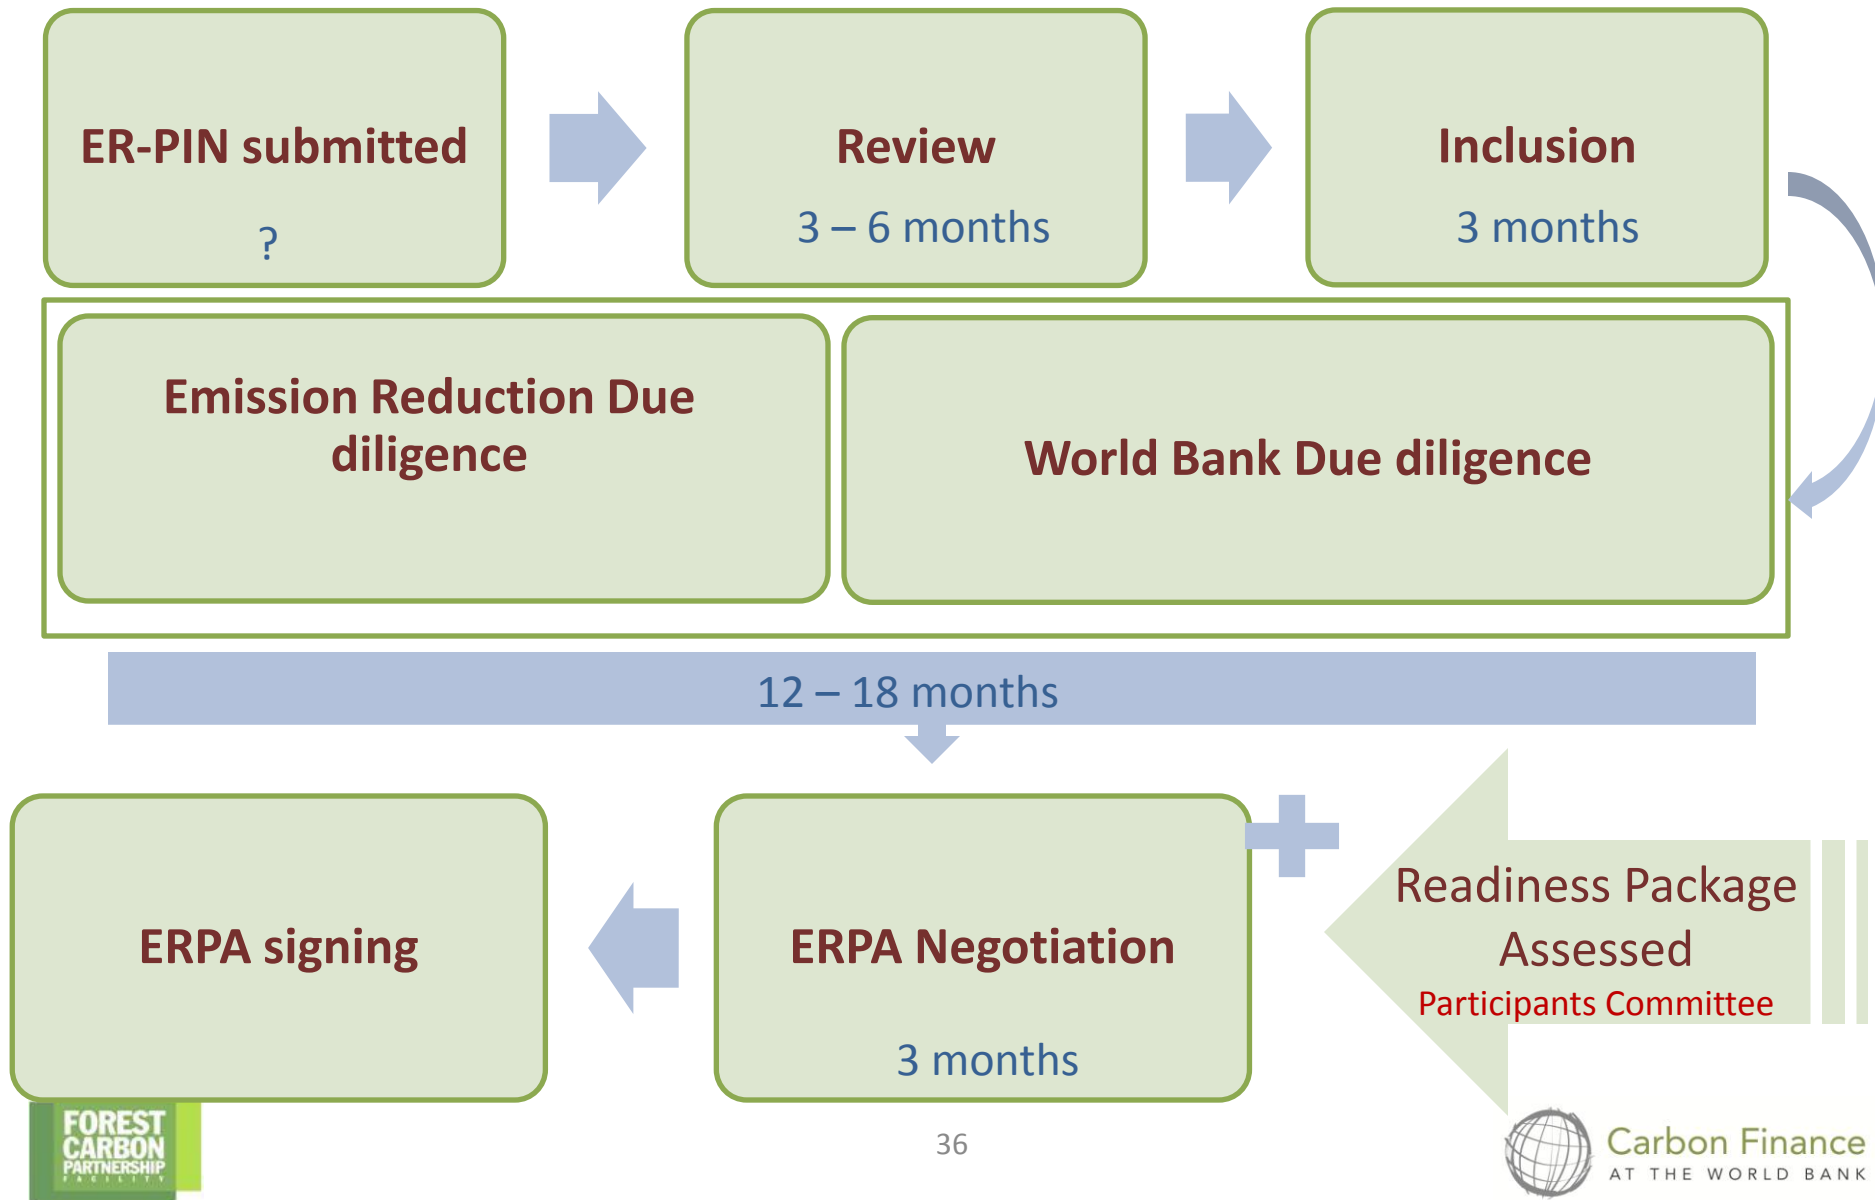 ER-PIN submitted
?
Review
3 – 6 months
Inclusion
3 months
Emission Reduction Due
diligence
World Bank Due diligence
12 – 18 months
ERPA signing
ERPA Negotiation
3 months
Readiness Package
Assessed
Participants Committee
FOREST
CARBON
PARTNERSHIP
FACILITY
36
Carbon Finance
AT THE WORLD BANK